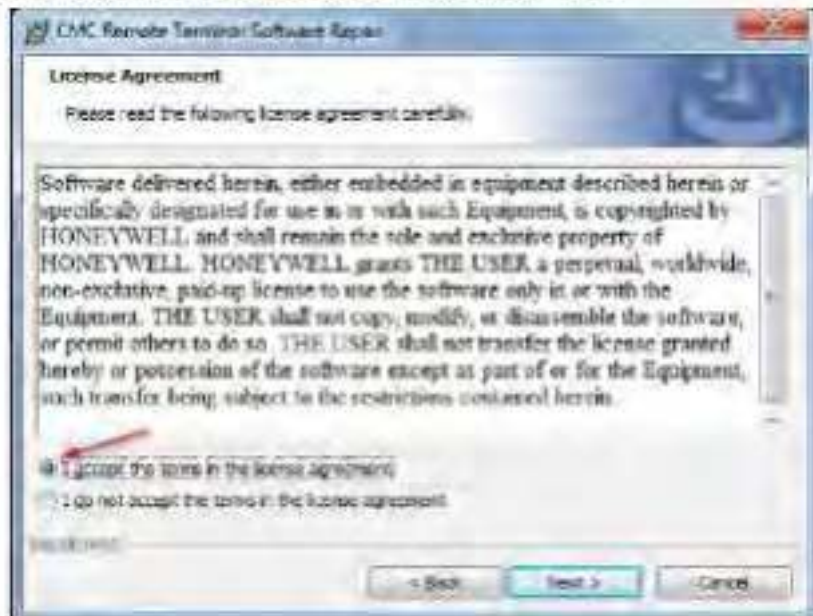 CMC Remote Terminal Software Repair
License Agreement
Please read the following license agreement carefully.
Software delivered herein, either embedded in equipment described herein or
specifically designated for use in or with such Equipment, is copyrighted by
HONEYWELL and shall remain the sole and exclusive property of
HONEYWELL. HONEYWELL grants THE USER a perpetual, worldwide,
non-exclusive, paid-up license to use the software only in or with the
Equipment. THE USER shall not copy, modify, or disassemble the software,
or permit others to do so. THE USER shall not transfer the license granted
hereby or possession of the software except as part of or for the Equipment,
such transfer being subject to the restrictions contained herein.
I accept the terms in the license agreement
I do not accept the terms in the license agreement
< Back Next > Cancel